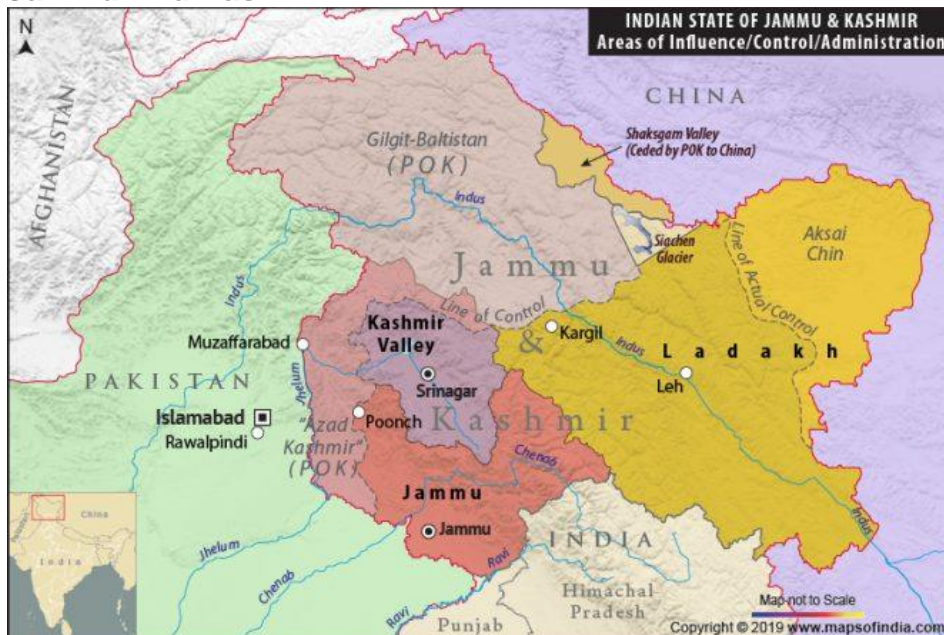 N
INDIAN STATE OF JAMMU & KASHMIR
Areas of Influence/Control/Administration
AFGHANISTAN
CHINA
Gilgit-Baltistan
(POK)
Shaksgam Valley
(Ceded by POK to China)
Indus
Siachen
Glacier
Aksai
Chin
Line of Actual Control
Jammu
Indus
Line of Control
Kashmir
Valley
&
Kargil
Muzaffarabad
Indus
Ladakh
Srinagar
Leh
PAKISTAN
Jhelum
Islamabad
Rawalpindi
Poonch
Kashmir
"Azad
Kashmir"
(POK)
Chenab
Jammu
Jammu
INDIA
Indus
Jhelum
Ravi
Chenab
Himachal
Pradesh
Ravi
Punjab
China
India
Map not to Scale
Copyright © 2019 www.mapsofindia.com